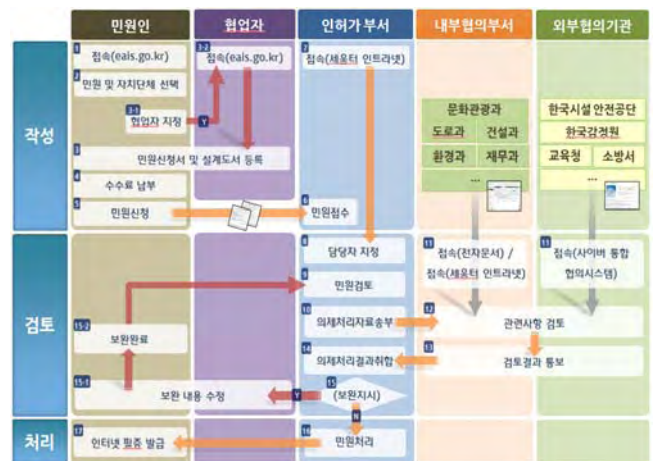 민원인
협업자
인허가 부서
내부협의부서
외부협의기관
작성
1
접속(eais.go.kr)
3-2
접속(eais.go.kr)
7
접속(세움터 인트라넷)
2
민원 및 자치단체 선택
3-1
협업자 지정
Y
문화관광과
도로과
건설과
환경과
재무과
...
한국시설 안전공단
한국감정원
교육청
소방서
...
3
민원신청서 및 설계도서 등록
4
수수료 납부
5
민원신청
6
민원접수
검토
8
담당자 지정
11
접속(전자문서) /
접속(세움터 인트라넷)
11
접속(사이버 통합
협의시스템)
9
민원검토
10
의제처리자료송부
12
관련사항 검토
15-2
보완완료
14
의제처리결과취합
13
검토결과 통보
15-1
보완 내용 수정
Y
15
(보완지시)
N
처리
17
인터넷 필증 발급
16
민원처리